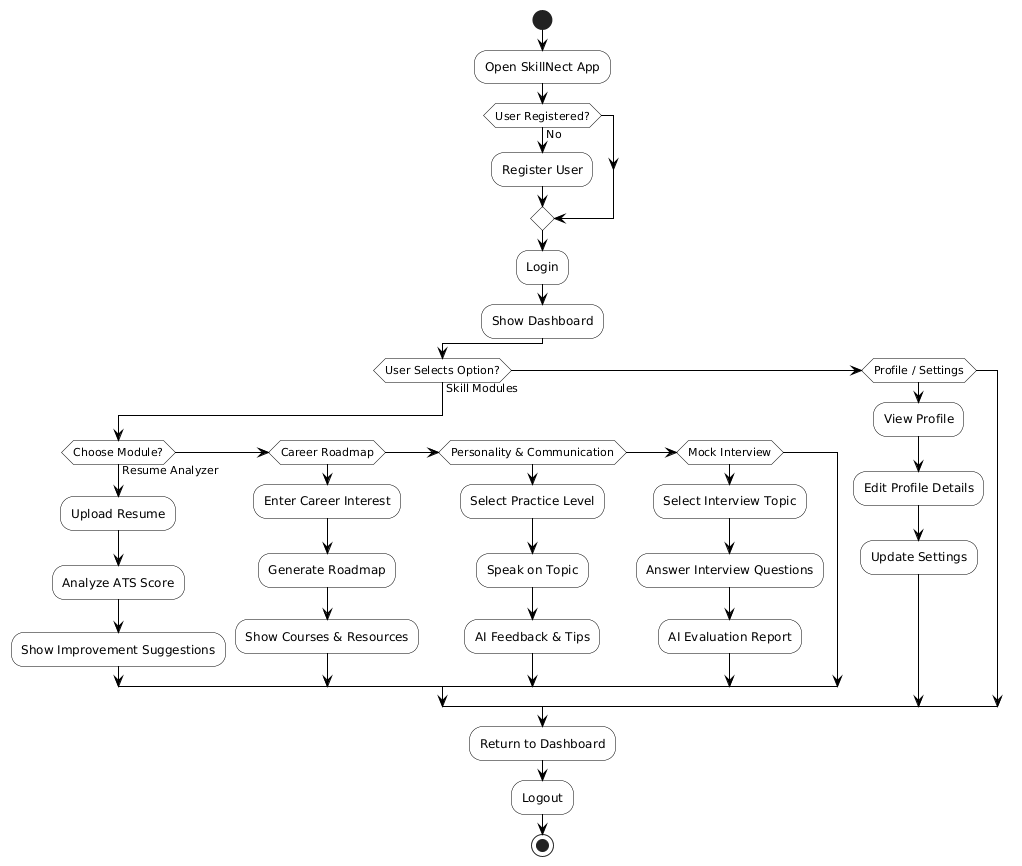 Open SkillNect App
User Registered?
No
Register User
Login
Show Dashboard
User Selects Option?
Profile / Settings
Skill Modules
View Profile
Choose Module?
Career Roadmap
Personality & Communication
Mock Interview
Resume Analyzer
Edit Profile Details
Upload Resume
Enter Career Interest
Select Practice Level
Select Interview Topic
Update Settings
Analyze ATS Score
Generate Roadmap
Speak on Topic
Answer Interview Questions
Show Improvement Suggestions
Show Courses & Resources
AI Feedback & Tips
AI Evaluation Report
Return to Dashboard
Logout